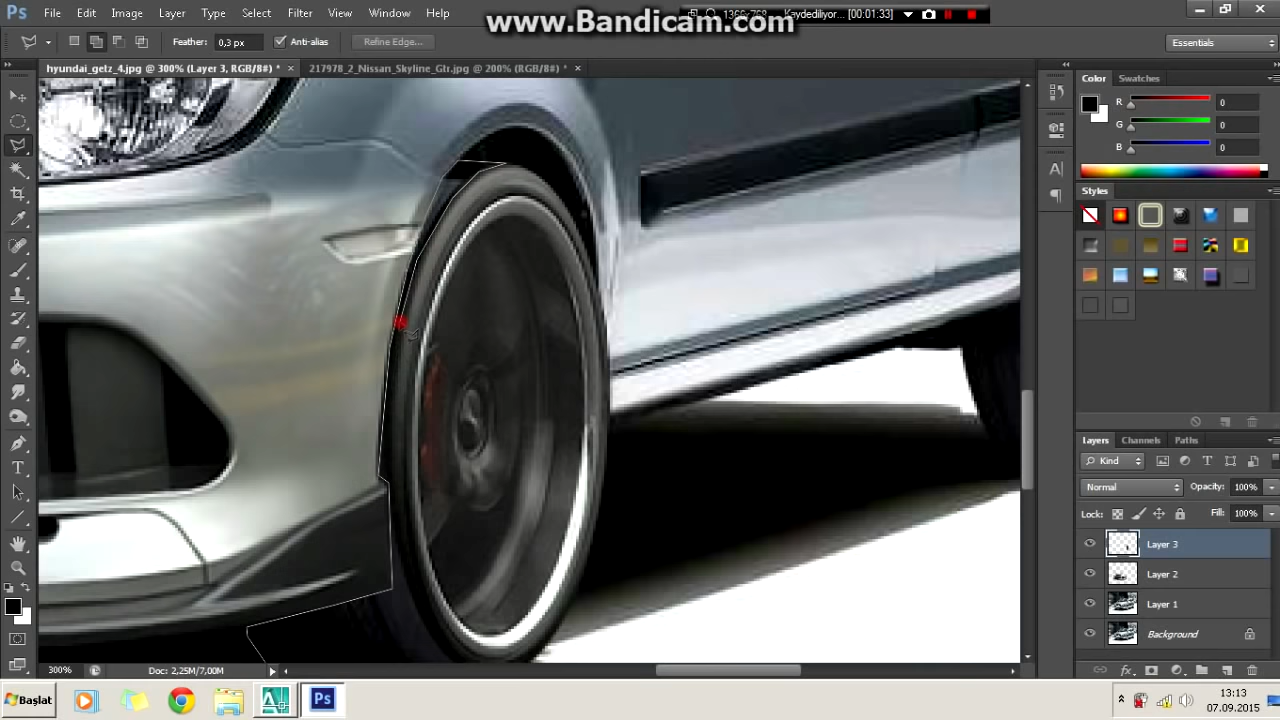 www.Bandicam.com
1366x768 Kaydediliyor... [00:01:33]
Ps File Edit Image Layer Type Select Filter 3D View Window Help
Feather: 0,3 px Anti-alias Refine Edge... Essentials
hyundai_getz_4.jpg @ 300% (Layer 3, RGB/8#) * × 217978_2_Nissan_Skyline_Gtr.jpg @ 200% (RGB/8#) * ×
Color Swatches
R 0
G 0
B 0
Styles
Layers Channels Paths
Kind
Normal Opacity: 100%
Lock: Fill: 100%
Layer 3
Layer 2
Layer 1
Background
300% Doc: 2,25M/7,00M
Başlat Ps 13:13
07.09.2015